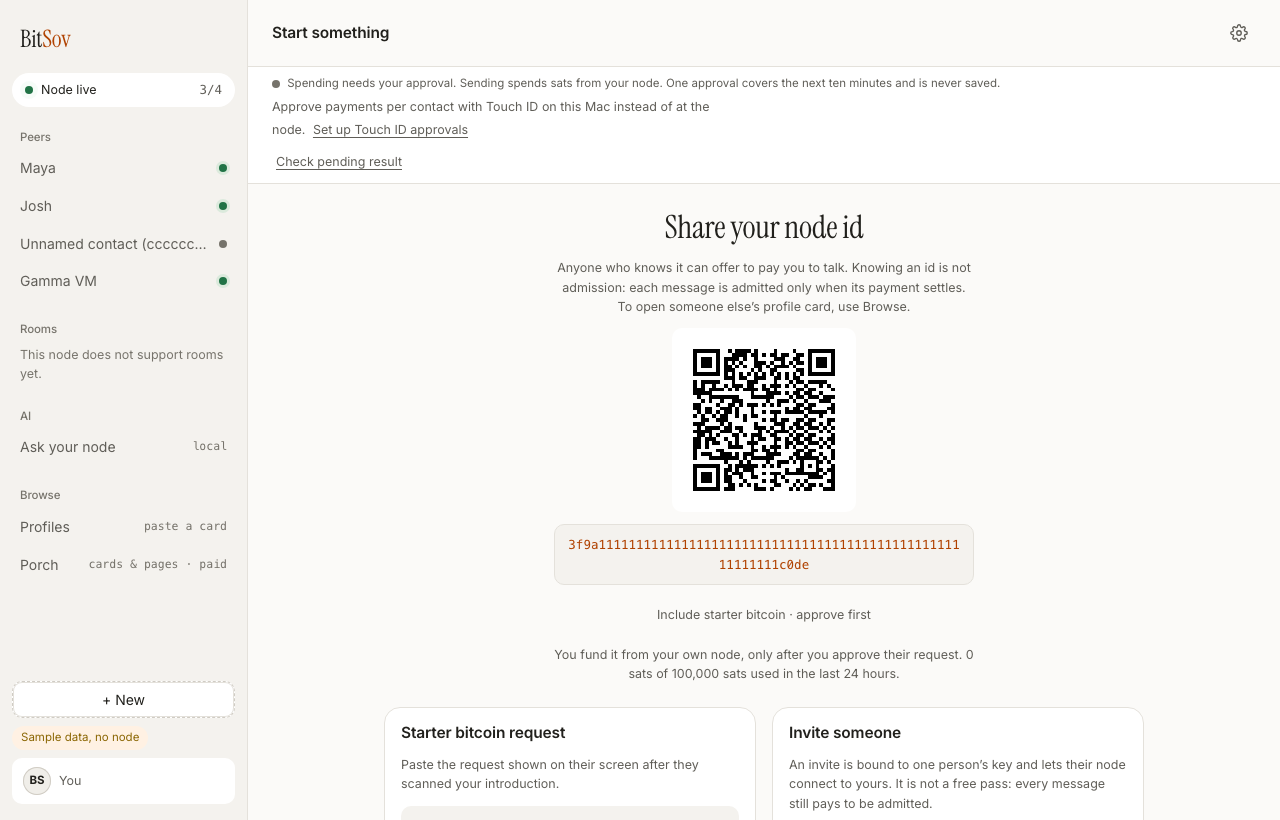 BitSov
Node live 3/4
Peers
Maya
Josh
Unnamed contact (cccccc...
Gamma VM
Rooms
This node does not support rooms
yet.
AI
Ask your node local
Browse
Profiles paste a card
Porch cards & pages · paid
+ New
Sample data, no node
BS You
Start something
Spending needs your approval. Sending spends sats from your node. One approval covers the next ten minutes and is never saved.
Approve payments per contact with Touch ID on this Mac instead of at the
node. Set up Touch ID approvals
Check pending result
Share your node id
Anyone who knows it can offer to pay you to talk. Knowing an id is not
admission: each message is admitted only when its payment settles.
To open someone else’s profile card, use Browse.
3f9a111111111111111111111111111111111111111111111111
11111111c0de
Include starter bitcoin · approve first
You fund it from your own node, only after you approve their request. 0
sats of 100,000 sats used in the last 24 hours.
Starter bitcoin request
Paste the request shown on their screen after they
scanned your introduction.
Invite someone
An invite is bound to one person’s key and lets their node
connect to yours. It is not a free pass: every message
still pays to be admitted.